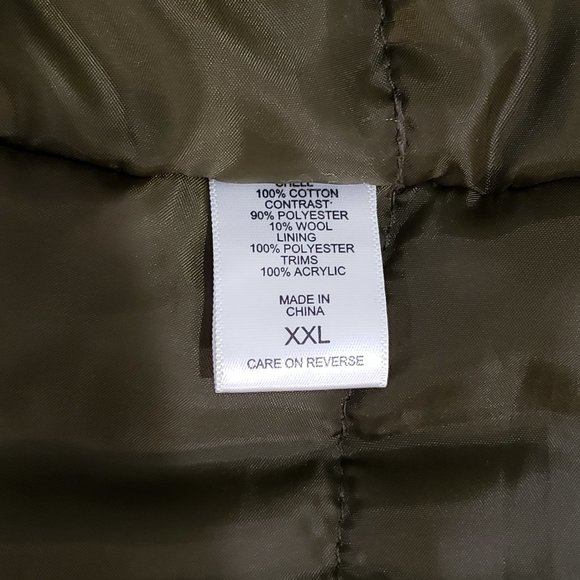 SHELL
100% COTTON
CONTRAST:
90% POLYESTER
10% WOOL
LINING
100% POLYESTER
TRIMS
100% ACRYLIC
MADE IN
CHINA
XXL
CARE ON REVERSE